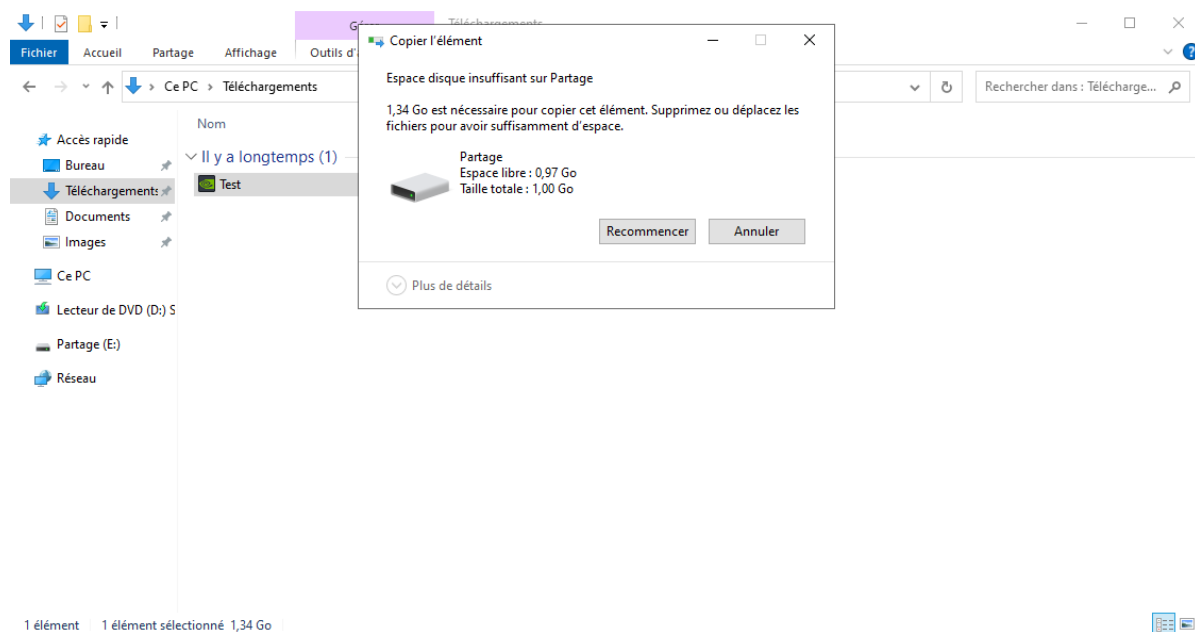 Gérer
Téléchargements
Fichier
Accueil
Partage
Affichage
Outils d'
Ce PC
Téléchargements
Rechercher dans : Télécharge...
Copier l'élément
Espace disque insuffisant sur Partage
1,34 Go est nécessaire pour copier cet élément. Supprimez ou déplacez les
fichiers pour avoir suffisamment d'espace.
Partage
Espace libre : 0,97 Go
Taille totale : 1,00 Go
Recommencer
Annuler
Plus de détails
Accès rapide
Bureau
Téléchargements
Documents
Images
Ce PC
Lecteur de DVD (D:) S
Partage (E:)
Réseau
Nom
Il y a longtemps (1)
Test
1 élément
1 élément sélectionné 1,34 Go